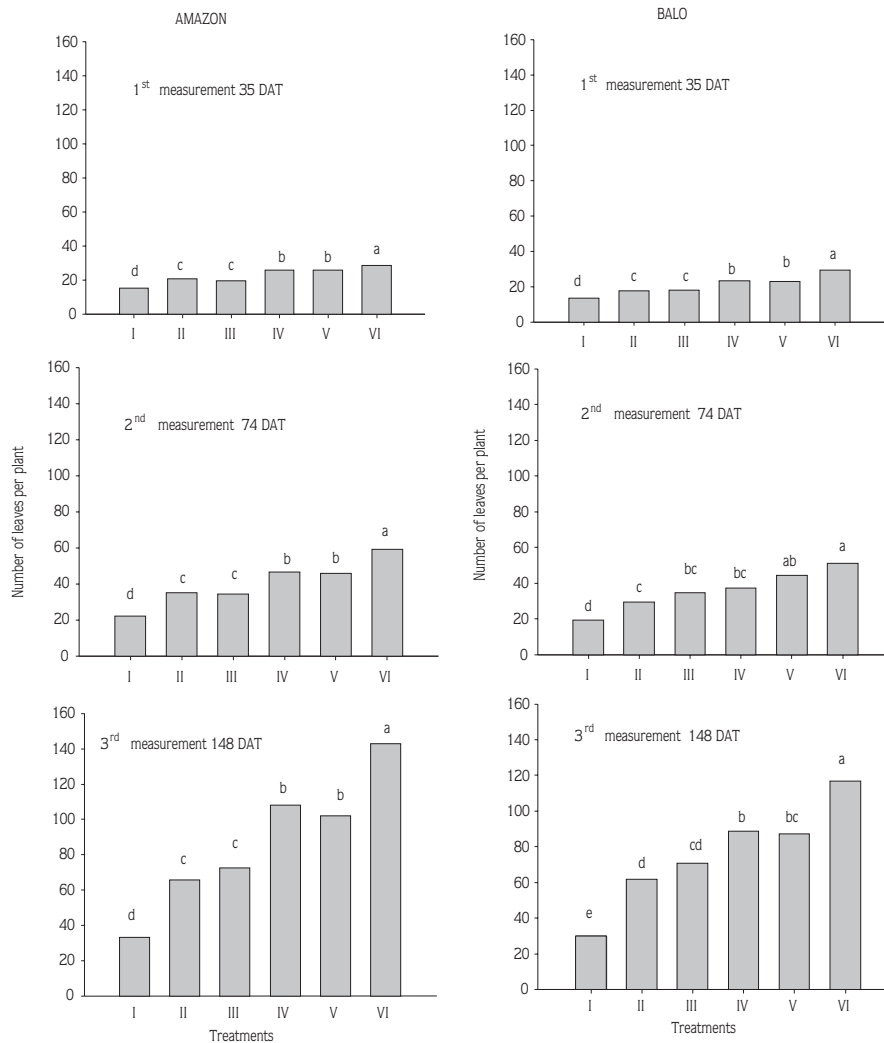 AMAZON
160
140
120
100
80
60
40
20
0
1st measurement 35 DAT
d c c b b a
I II III IV V VI
160
140
120
100
80
60
40
20
0
2nd measurement 74 DAT
d c c b b a
I II III IV V VI
160
140
120
100
80
60
40
20
0
3rd measurement 148 DAT
d c c b b a
I II III IV V VI
Treatments
Number of leaves per plant
BALO
160
140
120
100
80
60
40
20
0
1st measurement 35 DAT
d c c b b a
I II III IV V VI
160
140
120
100
80
60
40
20
0
2nd measurement 74 DAT
d c bc bc ab a
I II III IV V VI
160
140
120
100
80
60
40
20
0
3rd measurement 148 DAT
e d cd b bc a
I II III IV V VI
Treatments
Number of leaves per plant